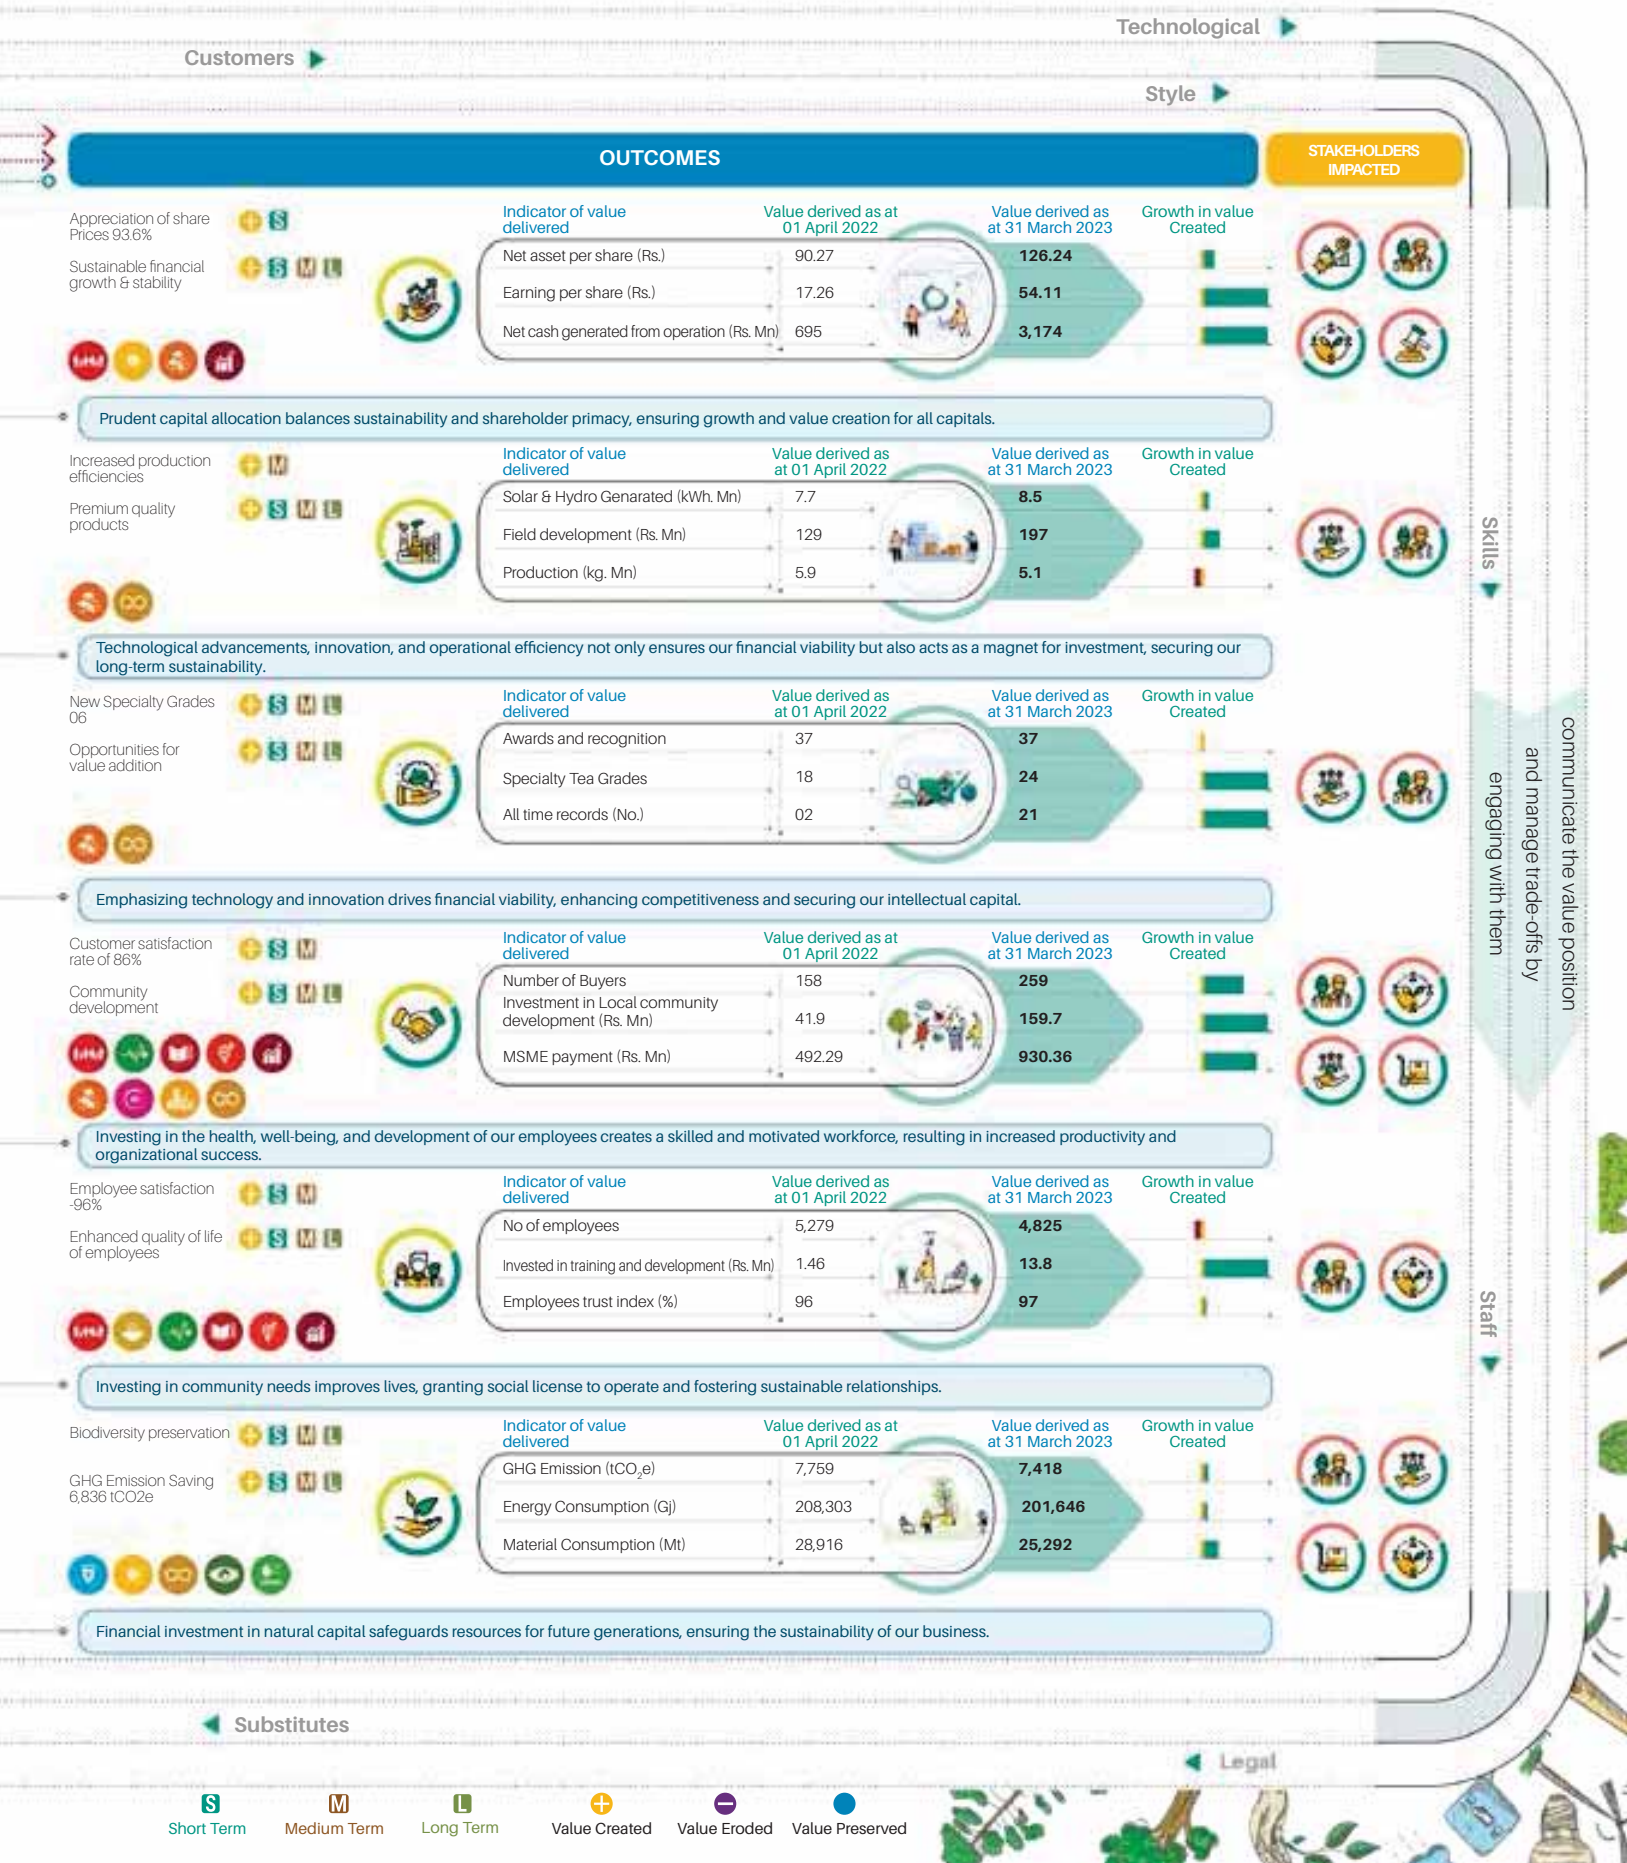 Technological
Customers
Style
OUTCOMES
STAKEHOLDERS
IMPACTED
Appreciation of share
Prices 93.6%
S
Sustainable financial
growth & stability
S M L
Indicator of value
delivered
Value derived as at
01 April 2022
Value derived as
at 31 March 2023
Growth in value
Created
Net asset per share (Rs.) 90.27 126.24
Earning per share (Rs.) 17.26 54.11
Net cash generated from operation (Rs. Mn) 695 3,174
Prudent capital allocation balances sustainability and shareholder primacy, ensuring growth and value creation for all capitals.
Increased production
efficiencies
M
Premium quality
products
S M L
Indicator of value
delivered
Value derived as
at 01 April 2022
Value derived as
at 31 March 2023
Growth in value
Created
Solar & Hydro Genarated (kWh. Mn) 7.7 8.5
Field development (Rs. Mn) 129 197
Production (kg. Mn) 5.9 5.1
Technological advancements, innovation, and operational efficiency not only ensures our financial viability but also acts as a magnet for investment, securing our
long-term sustainability.
New Specialty Grades
06
S M L
Opportunities for
value addition
S M L
Indicator of value
delivered
Value derived as
at 01 April 2022
Value derived as
at 31 March 2023
Growth in value
Created
Awards and recognition 37 37
Specialty Tea Grades 18 24
All time records (No.) 02 21
Emphasizing technology and innovation drives financial viability, enhancing competitiveness and securing our intellectual capital.
Customer satisfaction
rate of 86%
S M
Community
development
S M L
Indicator of value
delivered
Value derived as at
01 April 2022
Value derived as
at 31 March 2023
Growth in value
Created
Number of Buyers 158 259
Investment in Local community
development (Rs. Mn) 41.9 159.7
MSME payment (Rs. Mn) 492.29 930.36
Investing in the health, well-being, and development of our employees creates a skilled and motivated workforce, resulting in increased productivity and
organizational success.
Employee satisfaction
-96%
S M
Enhanced quality of life
of employees
S M L
Indicator of value
delivered
Value derived as
at 01 April 2022
Value derived as
at 31 March 2023
Growth in value
Created
No of employees 5,279 4,825
Invested in training and development (Rs. Mn) 1.46 13.8
Employees trust index (%) 96 97
Investing in community needs improves lives, granting social license to operate and fostering sustainable relationships.
Biodiversity preservation
S M L
GHG Emission Saving
6,836 tCO2e
S M L
Indicator of value
delivered
Value derived as at
01 April 2022
Value derived as
at 31 March 2023
Growth in value
Created
GHG Emission (tCO2e) 7,759 7,418
Energy Consumption (Gj) 208,303 201,646
Material Consumption (Mt) 28,916 25,292
Financial investment in natural capital safeguards resources for future generations, ensuring the sustainability of our business.
Skills
communicate the value position
and manage trade-offs by
engaging with them
Staff
Substitutes
Legal
S
Short Term
M
Medium Term
L
Long Term
Value Created
Value Eroded
Value Preserved